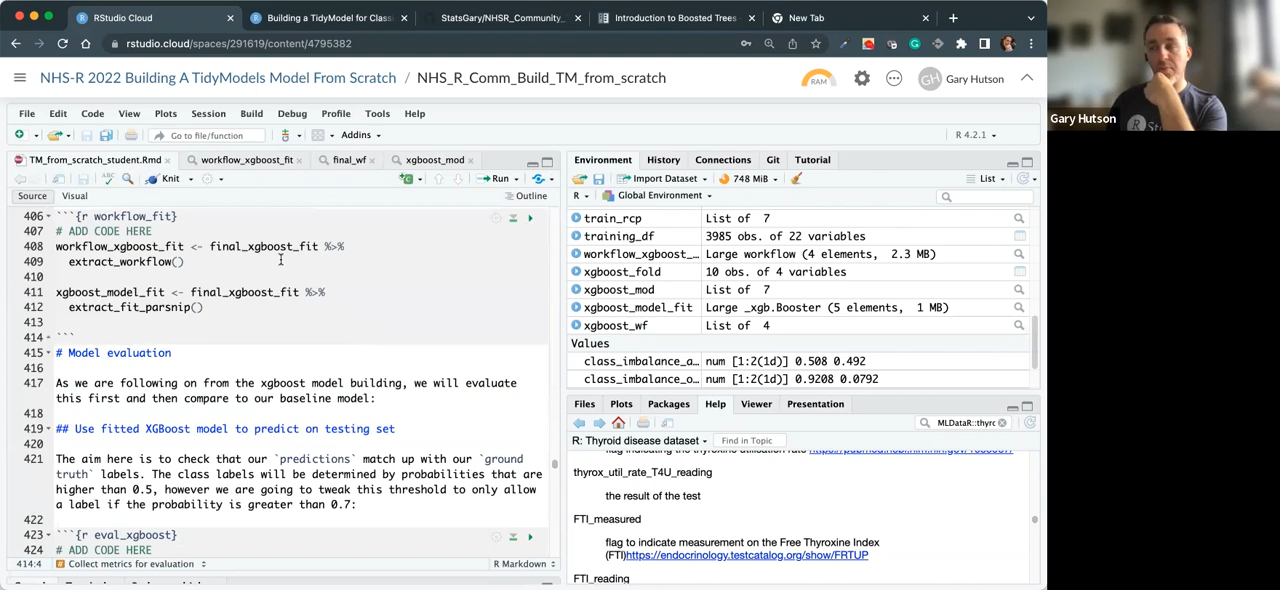 RStudio Cloud
Building a TidyModel for Class
StatsGary/NHSR_Community_
Introduction to Boosted Trees -
New Tab
rstudio.cloud/spaces/291619/content/4795382
NHS-R 2022 Building A TidyModels Model From Scratch / NHS_R_Comm_Build_TM_from_scratch
RAM
GH Gary Hutson
File Edit Code View Plots Session Build Debug Profile Tools Help
Go to file/function
Addins
R 4.2.1
TM_from_scratch_student.Rmd
workflow_xgboost_fit
final_wf
xgboost_mod
Knit
Run
Source Visual
Outline
406 ```{r workflow_fit}
407 # ADD CODE HERE
408 workflow_xgboost_fit <- final_xgboost_fit %>%
409 extract_workflow()
410
411 xgboost_model_fit <- final_xgboost_fit %>%
412 extract_fit_parsnip()
413
414 ```
415 # Model evaluation
416
417 As we are following on from the xgboost model building, we will evaluate
this first and then compare to our baseline model:
418
419 ## Use fitted XGBoost model to predict on testing set
420
421 The aim here is to check that our `predictions` match up with our `ground
truth` labels. The class labels will be determined by probabilities that are
higher than 0.5, however we are going to tweak this threshold to only allow
a label if the probability is greater than 0.7:
422
423 ```{r eval_xgboost}
424 # ADD CODE HERE
414:4 Collect metrics for evaluation
R Markdown
Environment History Connections Git Tutorial
Import Dataset 748 MiB List
R Global Environment
train_rcp List of 7
training_df 3985 obs. of 22 variables
workflow_xgboost_… Large workflow (4 elements, 2.3 MB)
xgboost_fold 10 obs. of 4 variables
xgboost_mod List of 7
xgboost_model_fit Large _xgb.Booster (5 elements, 1 MB)
xgboost_wf List of 4
Values
class_imbalance_a… num [1:2(1d)] 0.508 0.492
class_imbalance_o… num [1:2(1d)] 0.9208 0.0792
Files Plots Packages Help Viewer Presentation
MLDataR::thyrc
R: Thyroid disease dataset
Find in Topic
flag indicating the thyroxine utilisation rate
thyrox_util_rate_T4U_reading
the result of the test
FTI_measured
flag to indicate measurement on the Free Thyroxine Index
(FTI)https://endocrinology.testcatalog.org/show/FRTUP
FTI_reading
Gary Hutson